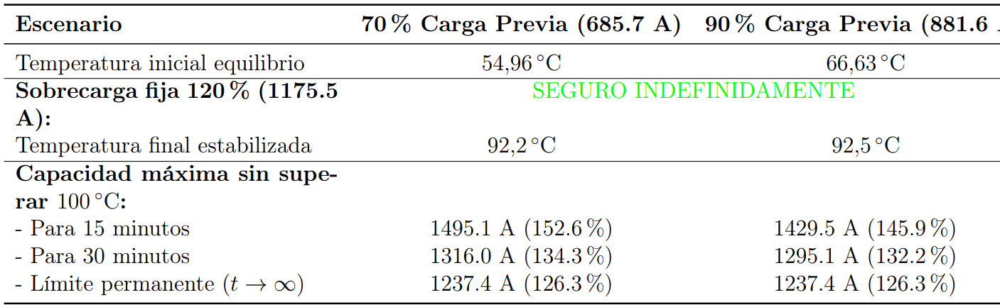 Escenario 70 % Carga Previa (685.7 A) 90 % Carga Previa (881.6
Temperatura inicial equilibrio 54,96 °C 66,63 °C
Sobrecarga fija 120 % (1175.5 SEGURO INDEFINIDAMENTE
A):
Temperatura final estabilizada 92,2 °C 92,5 °C
Capacidad máxima sin supe-
rar 100 °C:
- Para 15 minutos 1495.1 A (152.6 %) 1429.5 A (145.9 %)
- Para 30 minutos 1316.0 A (134.3 %) 1295.1 A (132.2 %)
- Límite permanente (t → ∞) 1237.4 A (126.3 %) 1237.4 A (126.3 %)